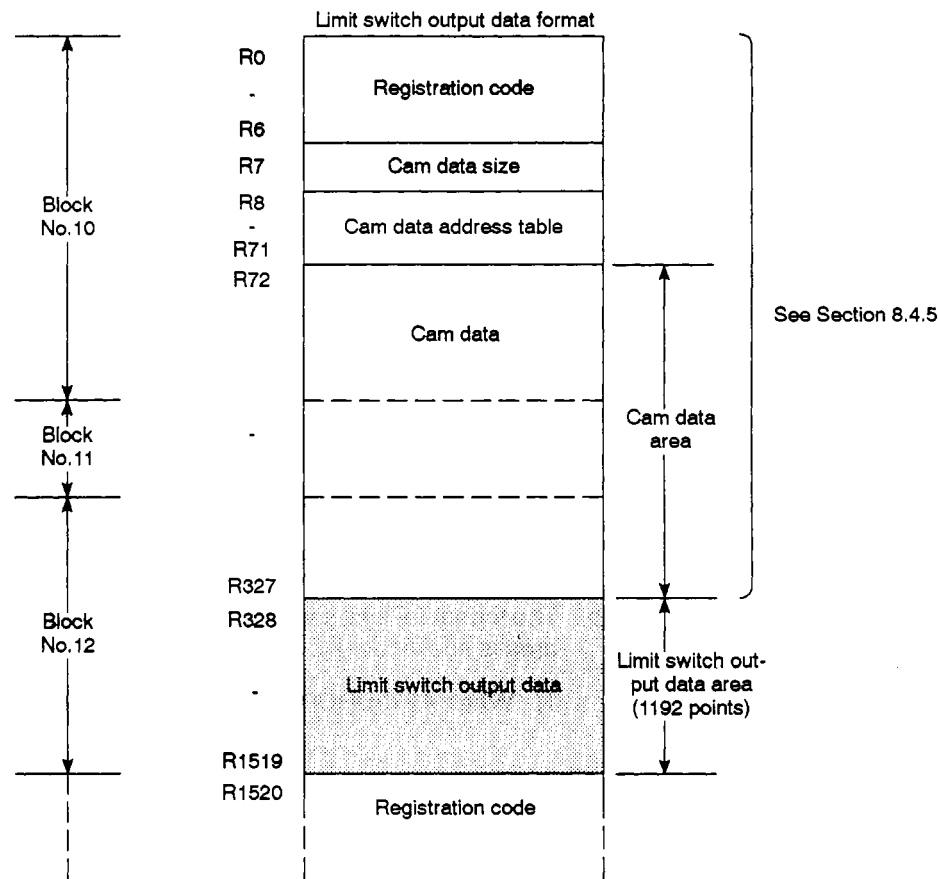 Limit switch output data format
R0
-
R6
Registration code
R7
Cam data size
R8
-
R71
Cam data address table
Block
No.10
R72
Cam data
See Section 8.4.5
Cam data
area
Block
No.11
-
R327
R328
Block
No.12
Limit switch out-
put data area
(1192 points)
-
Limit switch output data
R1519
R1520
Registration code